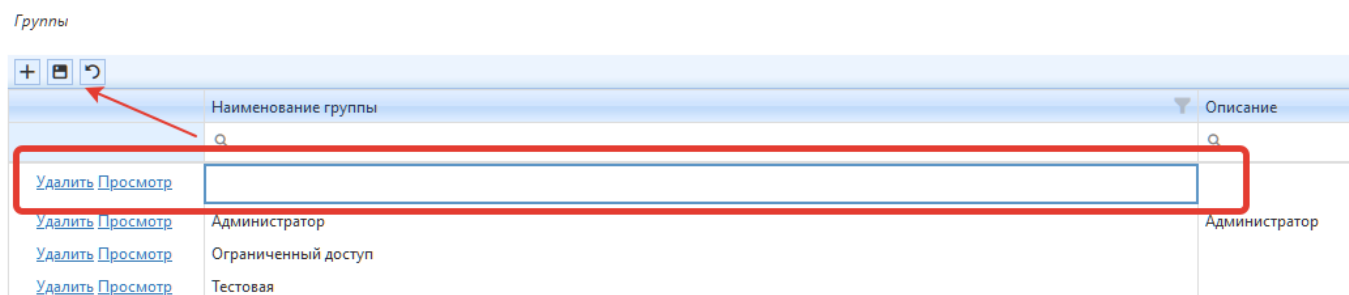 Группы
Наименование группы Описание
Удалить Просмотр
Удалить Просмотр Администратор Администратор
Удалить Просмотр Ограниченный доступ
Удалить Просмотр Тестовая